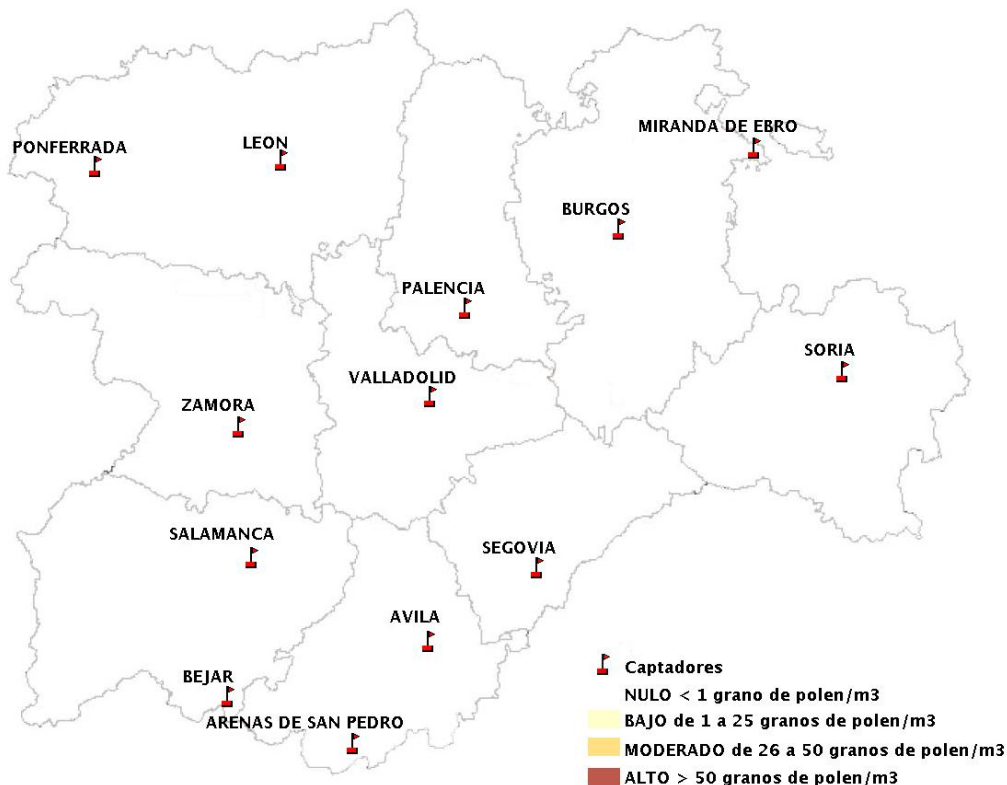 MIRANDA DE EBRO
PONFERRADA
LEON
BURGOS
PALENCIA
SORIA
VALLADOLID
ZAMORA
SALAMANCA
SEGOVIA
AVILA
BEJAR
ARENAS DE SAN PEDRO
Captadores
NULO < 1 grano de polen/m3
BAJO de 1 a 25 granos de polen/m3
MODERADO de 26 a 50 granos de polen/m3
ALTO > 50 granos de polen/m3